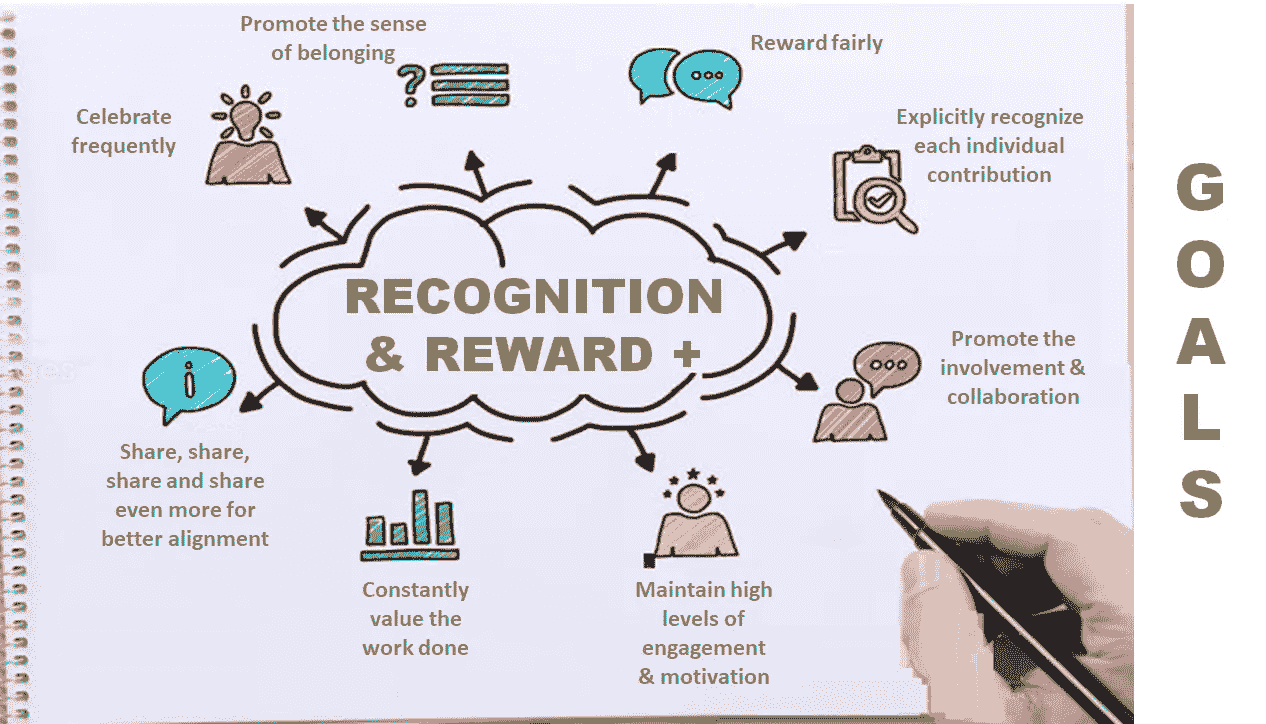 Promote the sense
of belonging
Reward fairly
Celebrate
frequently
Explicitly recognize
each individual
contribution
RECOGNITION
& REWARD +
Promote the
involvement &
collaboration
Share, share,
share and share
even more for
better alignment
Constantly
value the
work done
Maintain high
levels of
engagement
& motivation
G
O
A
L
S